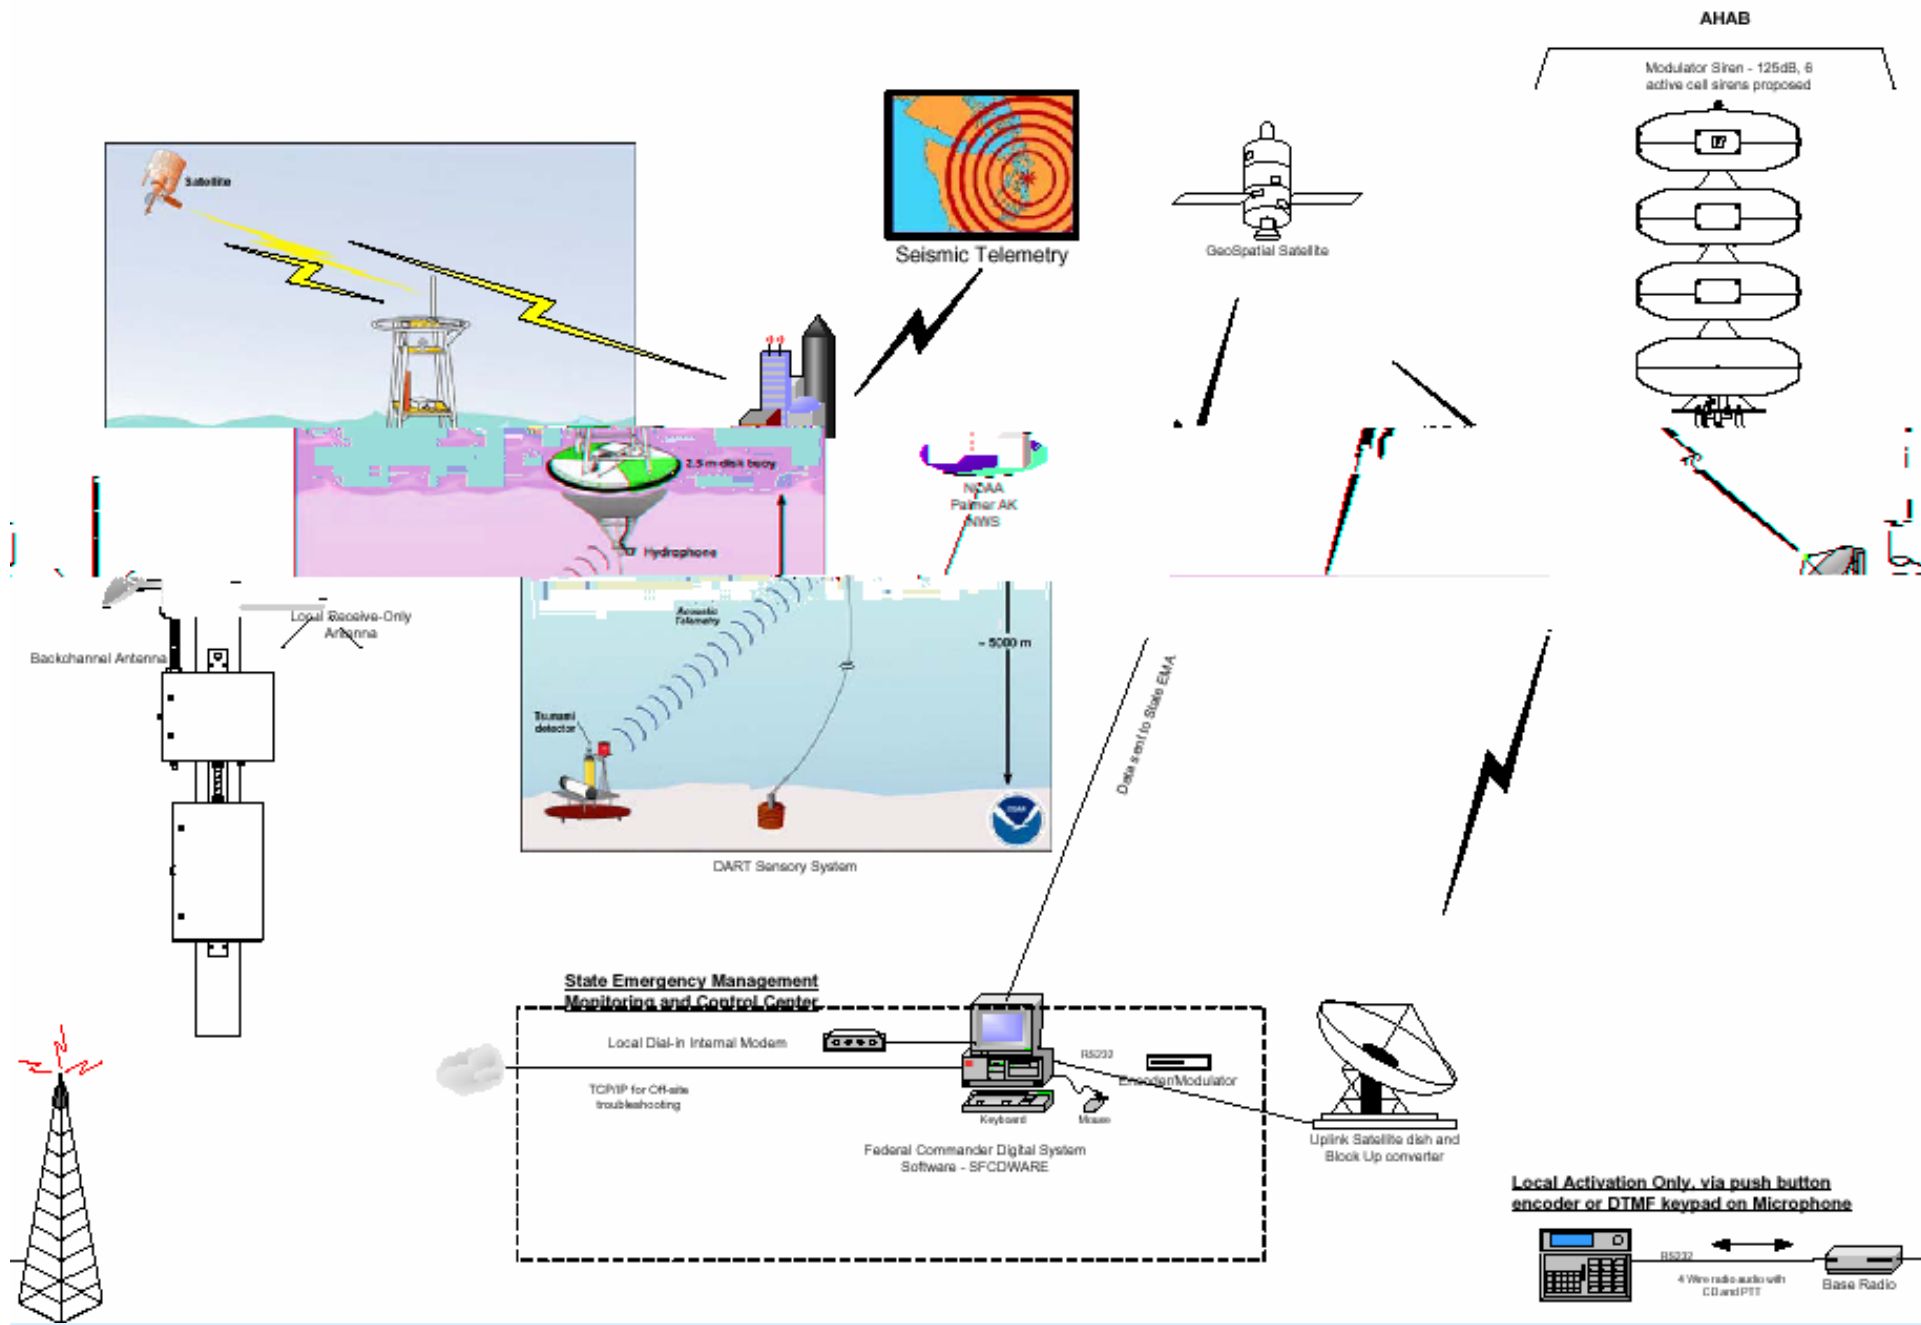 AHAB
Modulator Siren - 125dB, 6
active cell sirens proposed
Satellite
Seismic Telemetry
GeoSpatial Satellite
2.5 m disk buoy
NOAA
Palmer AK
NWS
Hydrophone
Local Receive-Only
Antenna
Backchannel Antenna
Acoustic
Telemetry
~ 5000 m
Data sent to State EMA
Tsunami
detector
DART Sensory System
State Emergency Management
Monitoring and Control Center
Local Dial-in Internal Modem
RS232
Encoder/Modulator
TCP/IP for Off-site
troubleshooting
Keyboard
Mouse
Federal Commander Digital System
Software - SFCDWARE
Uplink Satellite dish and
Block Up converter
Local Activation Only, via push button
encoder or DTMF keypad on Microphone
RS232
4 Wire radio audio with
CD and PTT
Base Radio